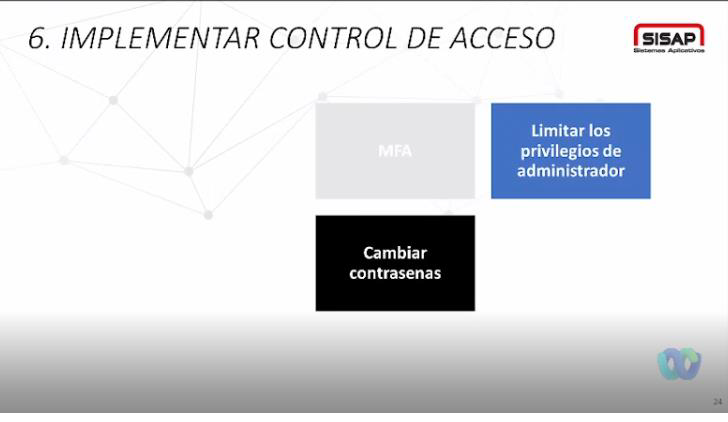 6. IMPLEMENTAR CONTROL DE ACCESO
SISAP
Sistemas Aplicativos
MFA
Limitar los
privilegios de
administrador
Cambiar
contrasenas
24